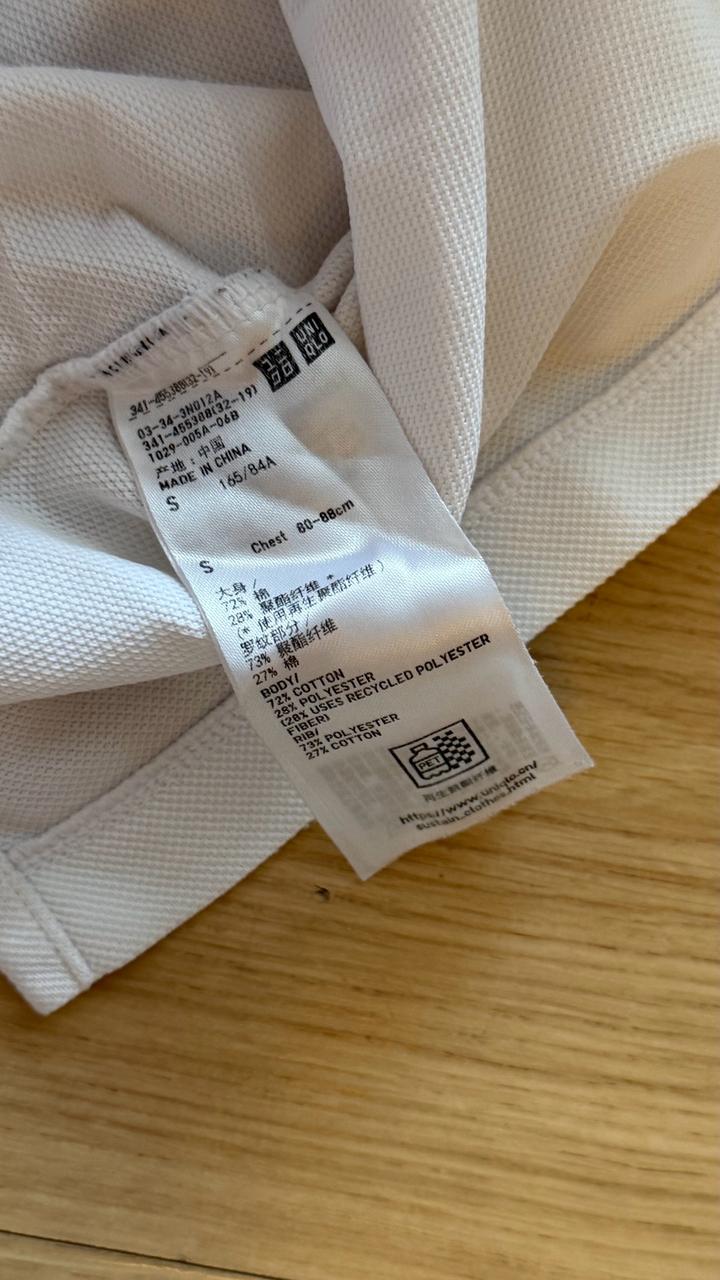 UNI
QLO
341-455308(32-19)
03-34-3N012A
341-455308(32-19)
1029-005A-06B
产地：中国
MADE IN CHINA
S 165/84A
S Chest 80-88cm
大身/
72% 棉
28% 聚酯纤维 *
(* 使用再生聚酯纤维)
罗纹部分/
73% 聚酯纤维
27% 棉
BODY/
72% COTTON
28% POLYESTER
(28% USES RECYCLED POLYESTER
FIBER)
RIB/
73% POLYESTER
27% COTTON
PET
再生聚酯纤维
https://www.uniqlo.cn/
sustain_clothes.html